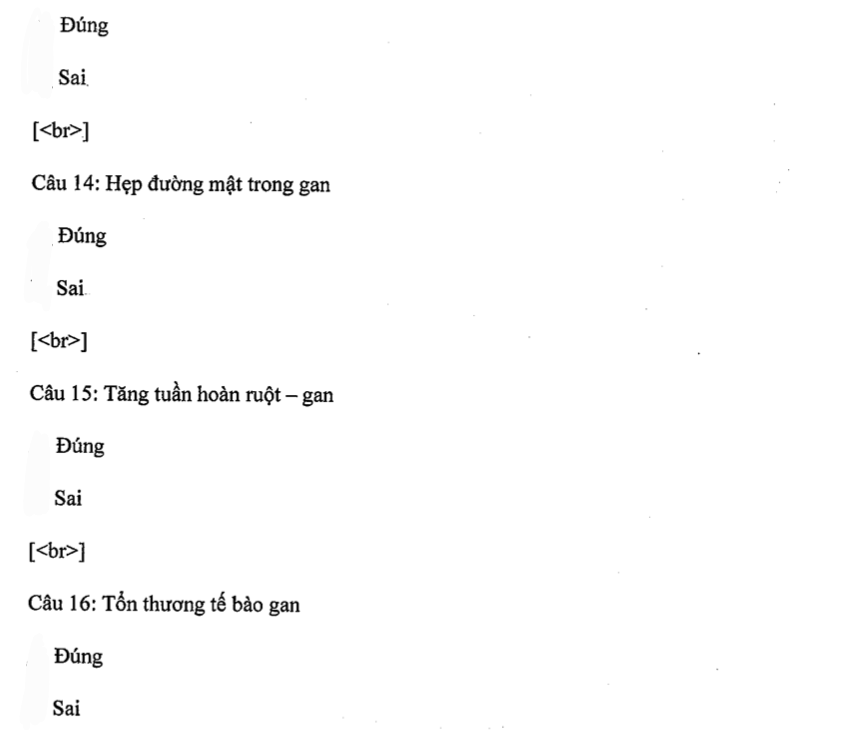 Đúng
Sai
[<br>]
Câu 14: Hẹp đường mật trong gan
Đúng
Sai
[<br>]
Câu 15: Tăng tuần hoàn ruột – gan
Đúng
Sai
[<br>]
Câu 16: Tổn thương tế bào gan
Đúng
Sai